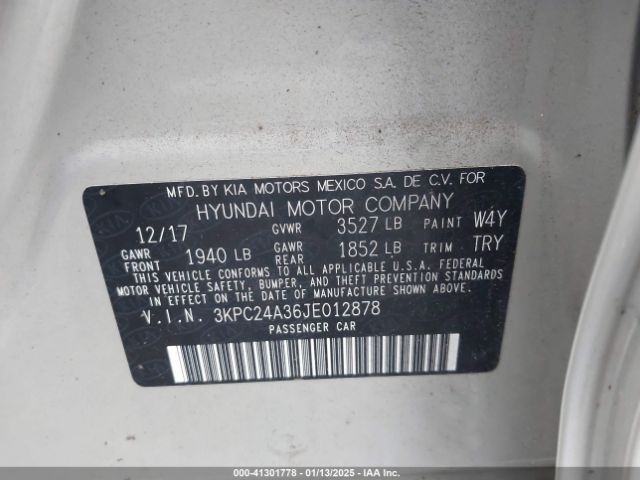 MFD. BY KIA MOTORS MEXICO S.A. DE C.V. FOR
HYUNDAI MOTOR COMPANY
12/17 GVWR 3527 LB PAINT W4Y
GAWR FRONT 1940 LB GAWR REAR 1852 LB TRIM TRY
THIS VEHICLE CONFORMS TO ALL APPLICABLE U.S.A. FEDERAL
MOTOR VEHICLE SAFETY, BUMPER, AND THEFT PREVENTION STANDARDS
IN EFFECT ON THE DATE OF MANUFACTURE SHOWN ABOVE.
V.I.N. 3KPC24A36JE012878
PASSENGER CAR
000-41301778 - 01/13/2025 - IAA Inc.